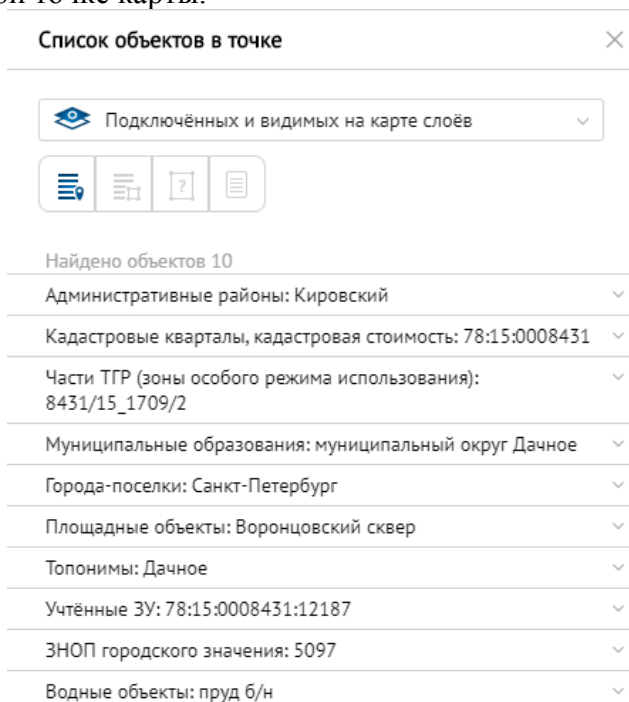 точке карты.
Список объектов в точке
Подключённых и видимых на карте слоёв
?
Найдено объектов 10
Административные районы: Кировский
Кадастровые кварталы, кадастровая стоимость: 78:15:0008431
Части ТГР (зоны особого режима использования):
8431/15_1709/2
Муниципальные образования: муниципальный округ Дачное
Города-поселки: Санкт-Петербург
Площадные объекты: Воронцовский сквер
Топонимы: Дачное
Учтённые ЗУ: 78:15:0008431:12187
ЗНОП городского значения: 5097
Водные объекты: пруд б/н